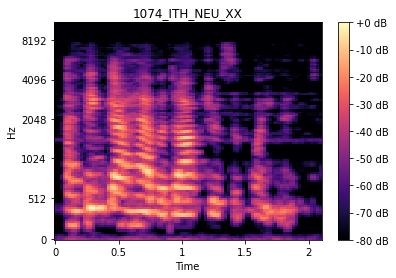 1074_ITH_NEU_XX
+0 dB
8192
-10 dB
4096
-20 dB
-30 dB
2048
Hz
-40 dB
1024
-50 dB
512
-60 dB
-70 dB
0
-80 dB
0
0.5
1
1.5
2
Time